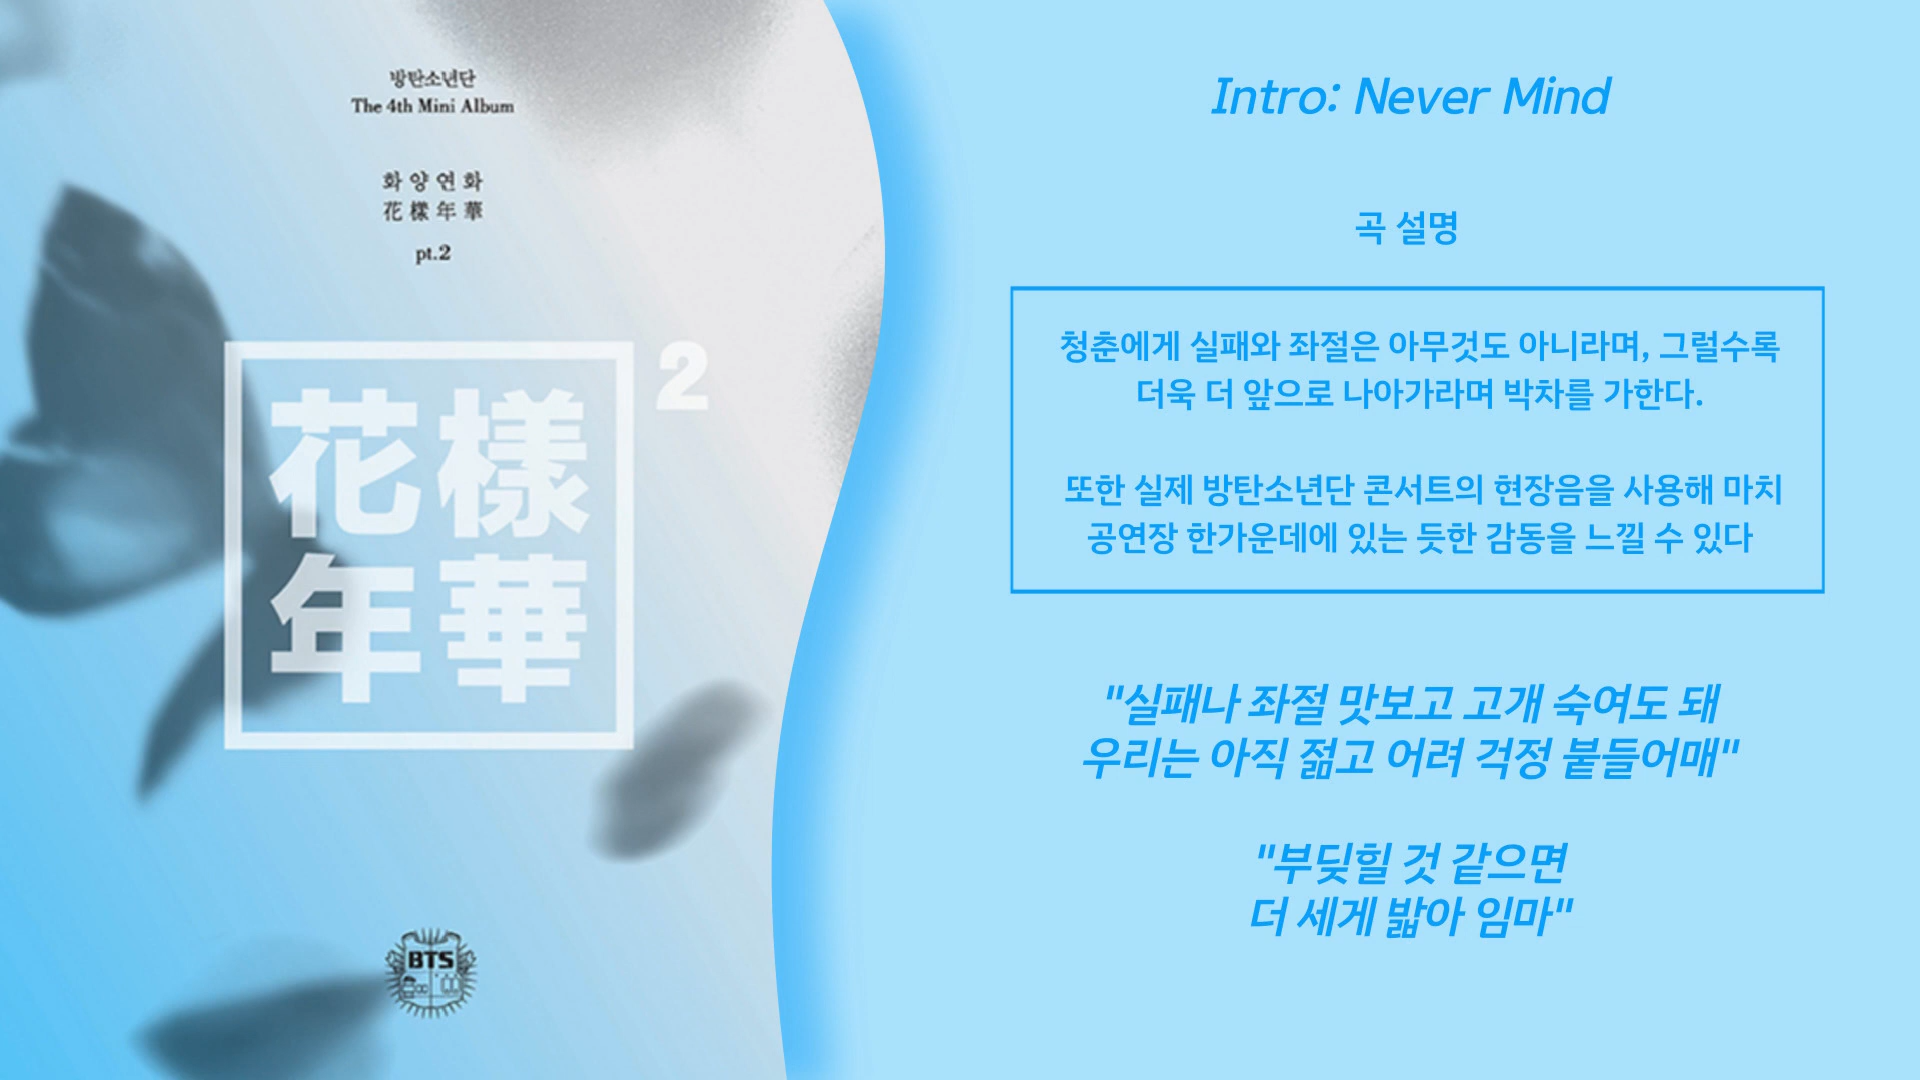 방탄소년단
The 4th Mini Album
화양연화
花樣年華
pt.2
花樣
年華
2
BTS
Intro: Never Mind
곡 설명
청춘에게 실패와 좌절은 아무것도 아니라며, 그럴수록
더욱 더 앞으로 나아가라며 박차를 가한다.
또한 실제 방탄소년단 콘서트의 현장음을 사용해 마치
공연장 한가운데에 있는 듯한 감동을 느낄 수 있다
"실패나 좌절 맛보고 고개 숙여도 돼
우리는 아직 젊고 어려 걱정 붙들어매"
"부딪힐 것 같으면
더 세게 밟아 임마"